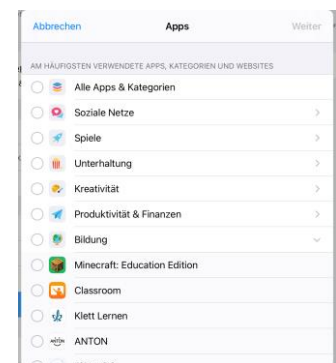 Abbrechen Apps Weiter
AM HÄUFIGSTEN VERWENDETE APPS, KATEGORIEN UND WEBSITES
Alle Apps & Kategorien
Soziale Netze
Spiele
Unterhaltung
Kreativität
Produktivität & Finanzen
Bildung
Minecraft: Education Edition
Classroom
Klett Lernen
ANTON ANTON